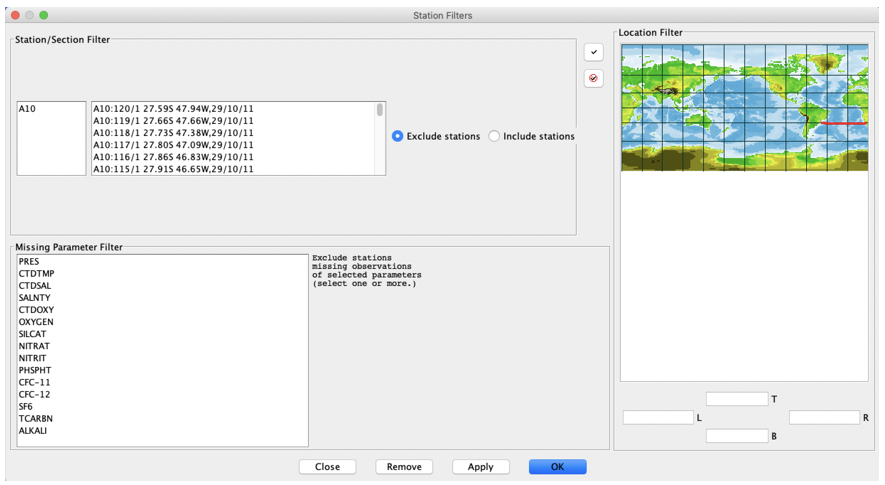 Station Filters
Station/Section Filter
A10
A10:120/1 27.59S 47.94W,29/10/11
A10:119/1 27.66S 47.66W,29/10/11
A10:118/1 27.73S 47.38W,29/10/11
A10:117/1 27.80S 47.09W,29/10/11
A10:116/1 27.86S 46.83W,29/10/11
A10:115/1 27.91S 46.65W,29/10/11
Exclude stations
Include stations
Missing Parameter Filter
PRES
CTDTMP
CTDSAL
SALNTY
CTDOXY
OXYGEN
SILCAT
NITRAT
NITRIT
PHSPHT
CFC-11
CFC-12
SF6
TCARBN
ALKALI
Exclude stations
missing observations
of selected parameters
(select one or more.)
Location Filter
T
L
R
B
Close
Remove
Apply
OK